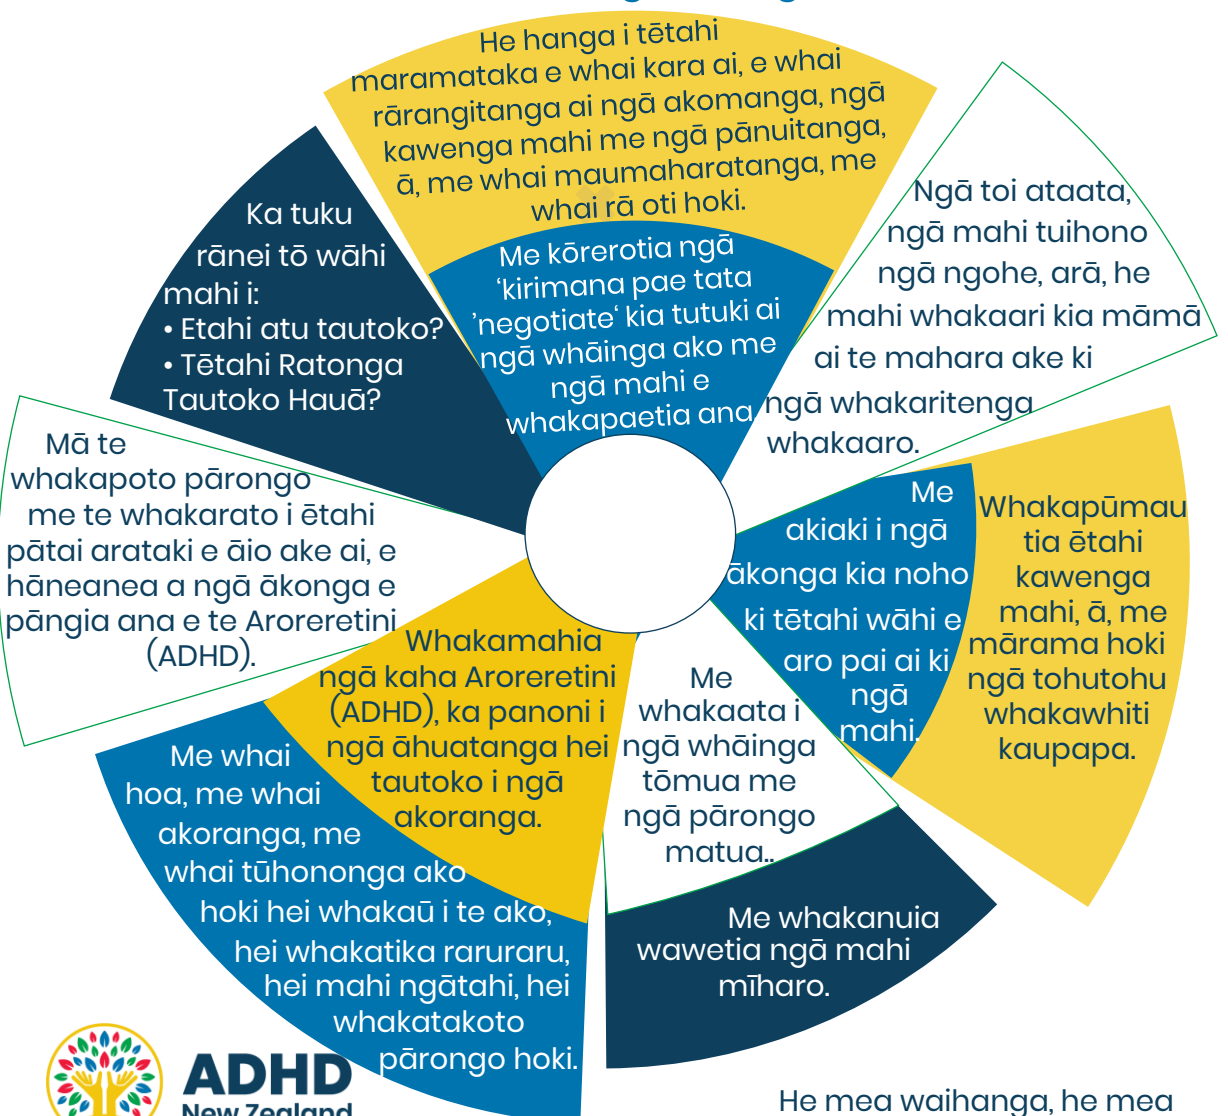 He hanga i tētahi
maramataka e whai kara ai, e whai
rārangitanga ai ngā akomanga, ngā
kawenga mahi me ngā pānuitanga,
ā, me whai maumaharatanga, me
whai rā oti hoki.
Me kōrerotia ngā
‘kirimana pae tata
’negotiate‘ kia tutuki ai
ngā whāinga ako me
ngā mahi e
whakapaetia ana
Ngā toi ataata,
ngā mahi tuihono
ngā ngohe, arā, he
mahi whakaari kia māmā
ai te mahara ake ki
ngā whakaritenga
whakaaro.
Me
akiaki i ngā
ākonga kia noho
ki tētahi wāhi e
aro pai ai ki
ngā
mahi.
Whakapūmau
tia ētahi
kawenga
mahi, ā, me
mārama hoki
ngā tohutohu
whakawhiti
kaupapa.
Me
whakaata i
ngā whāinga
tōmua me
ngā pārongo
matua..
Me whakanuia
wawetia ngā mahi
mīharo.
Whakamahia
ngā kaha Aroreretini
(ADHD), ka panoni i
ngā āhuatanga hei
tautoko i ngā
akoranga.
Me whai
hoa, me whai
akoranga, me
whai tūhononga ako
hoki hei whakaū i te ako,
hei whakatika raruraru,
hei mahi ngātahi, hei
whakatakoto
pārongo hoki.
Mā te
whakapoto pārongo
me te whakarato i ētahi
pātai arataki e āio ake ai, e
hāneanea a ngā ākonga e
pāngia ana e te Aroreretini
(ADHD).
Ka tuku
rānei tō wāhi
mahi i:
• Etahi atu tautoko?
• Tētahi Ratonga
Tautoko Hauā?
ADHD
New Zealand
He mea waihanga, he mea